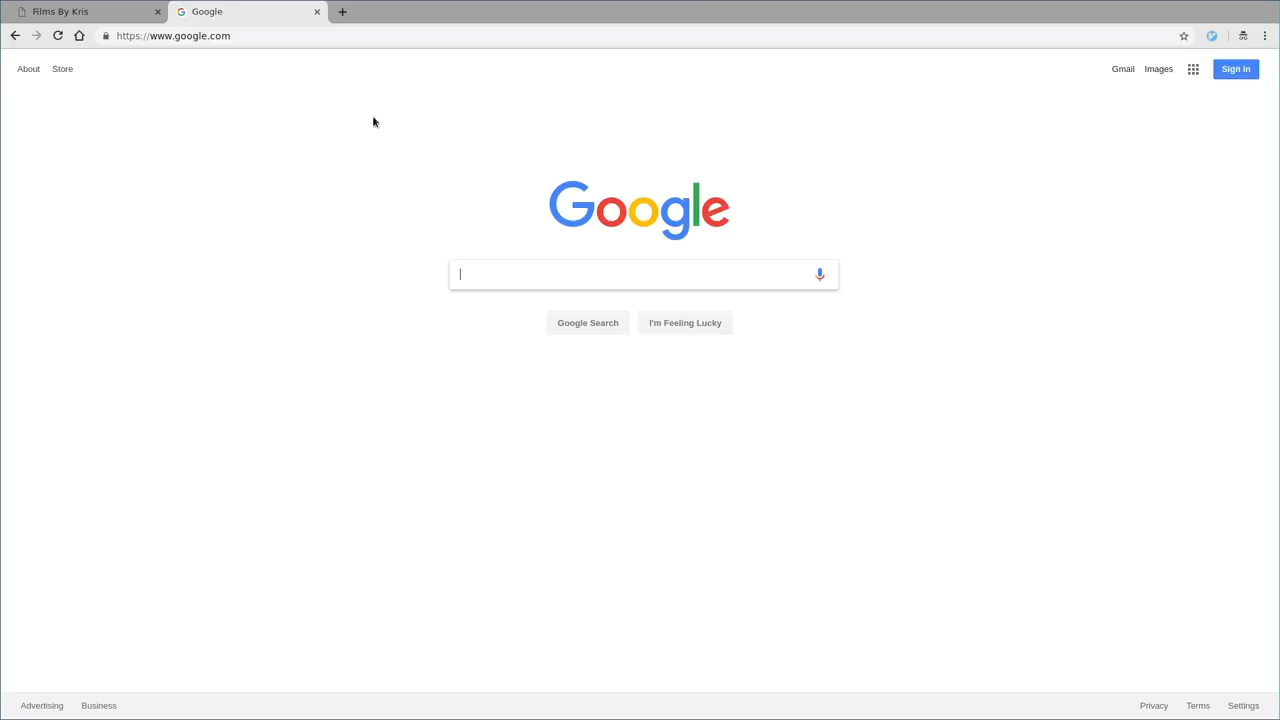 Films By Kris
Google
https://www.google.com
About Store
Gmail Images Sign in
Google
Google Search I'm Feeling Lucky
Advertising Business
Privacy Terms Settings